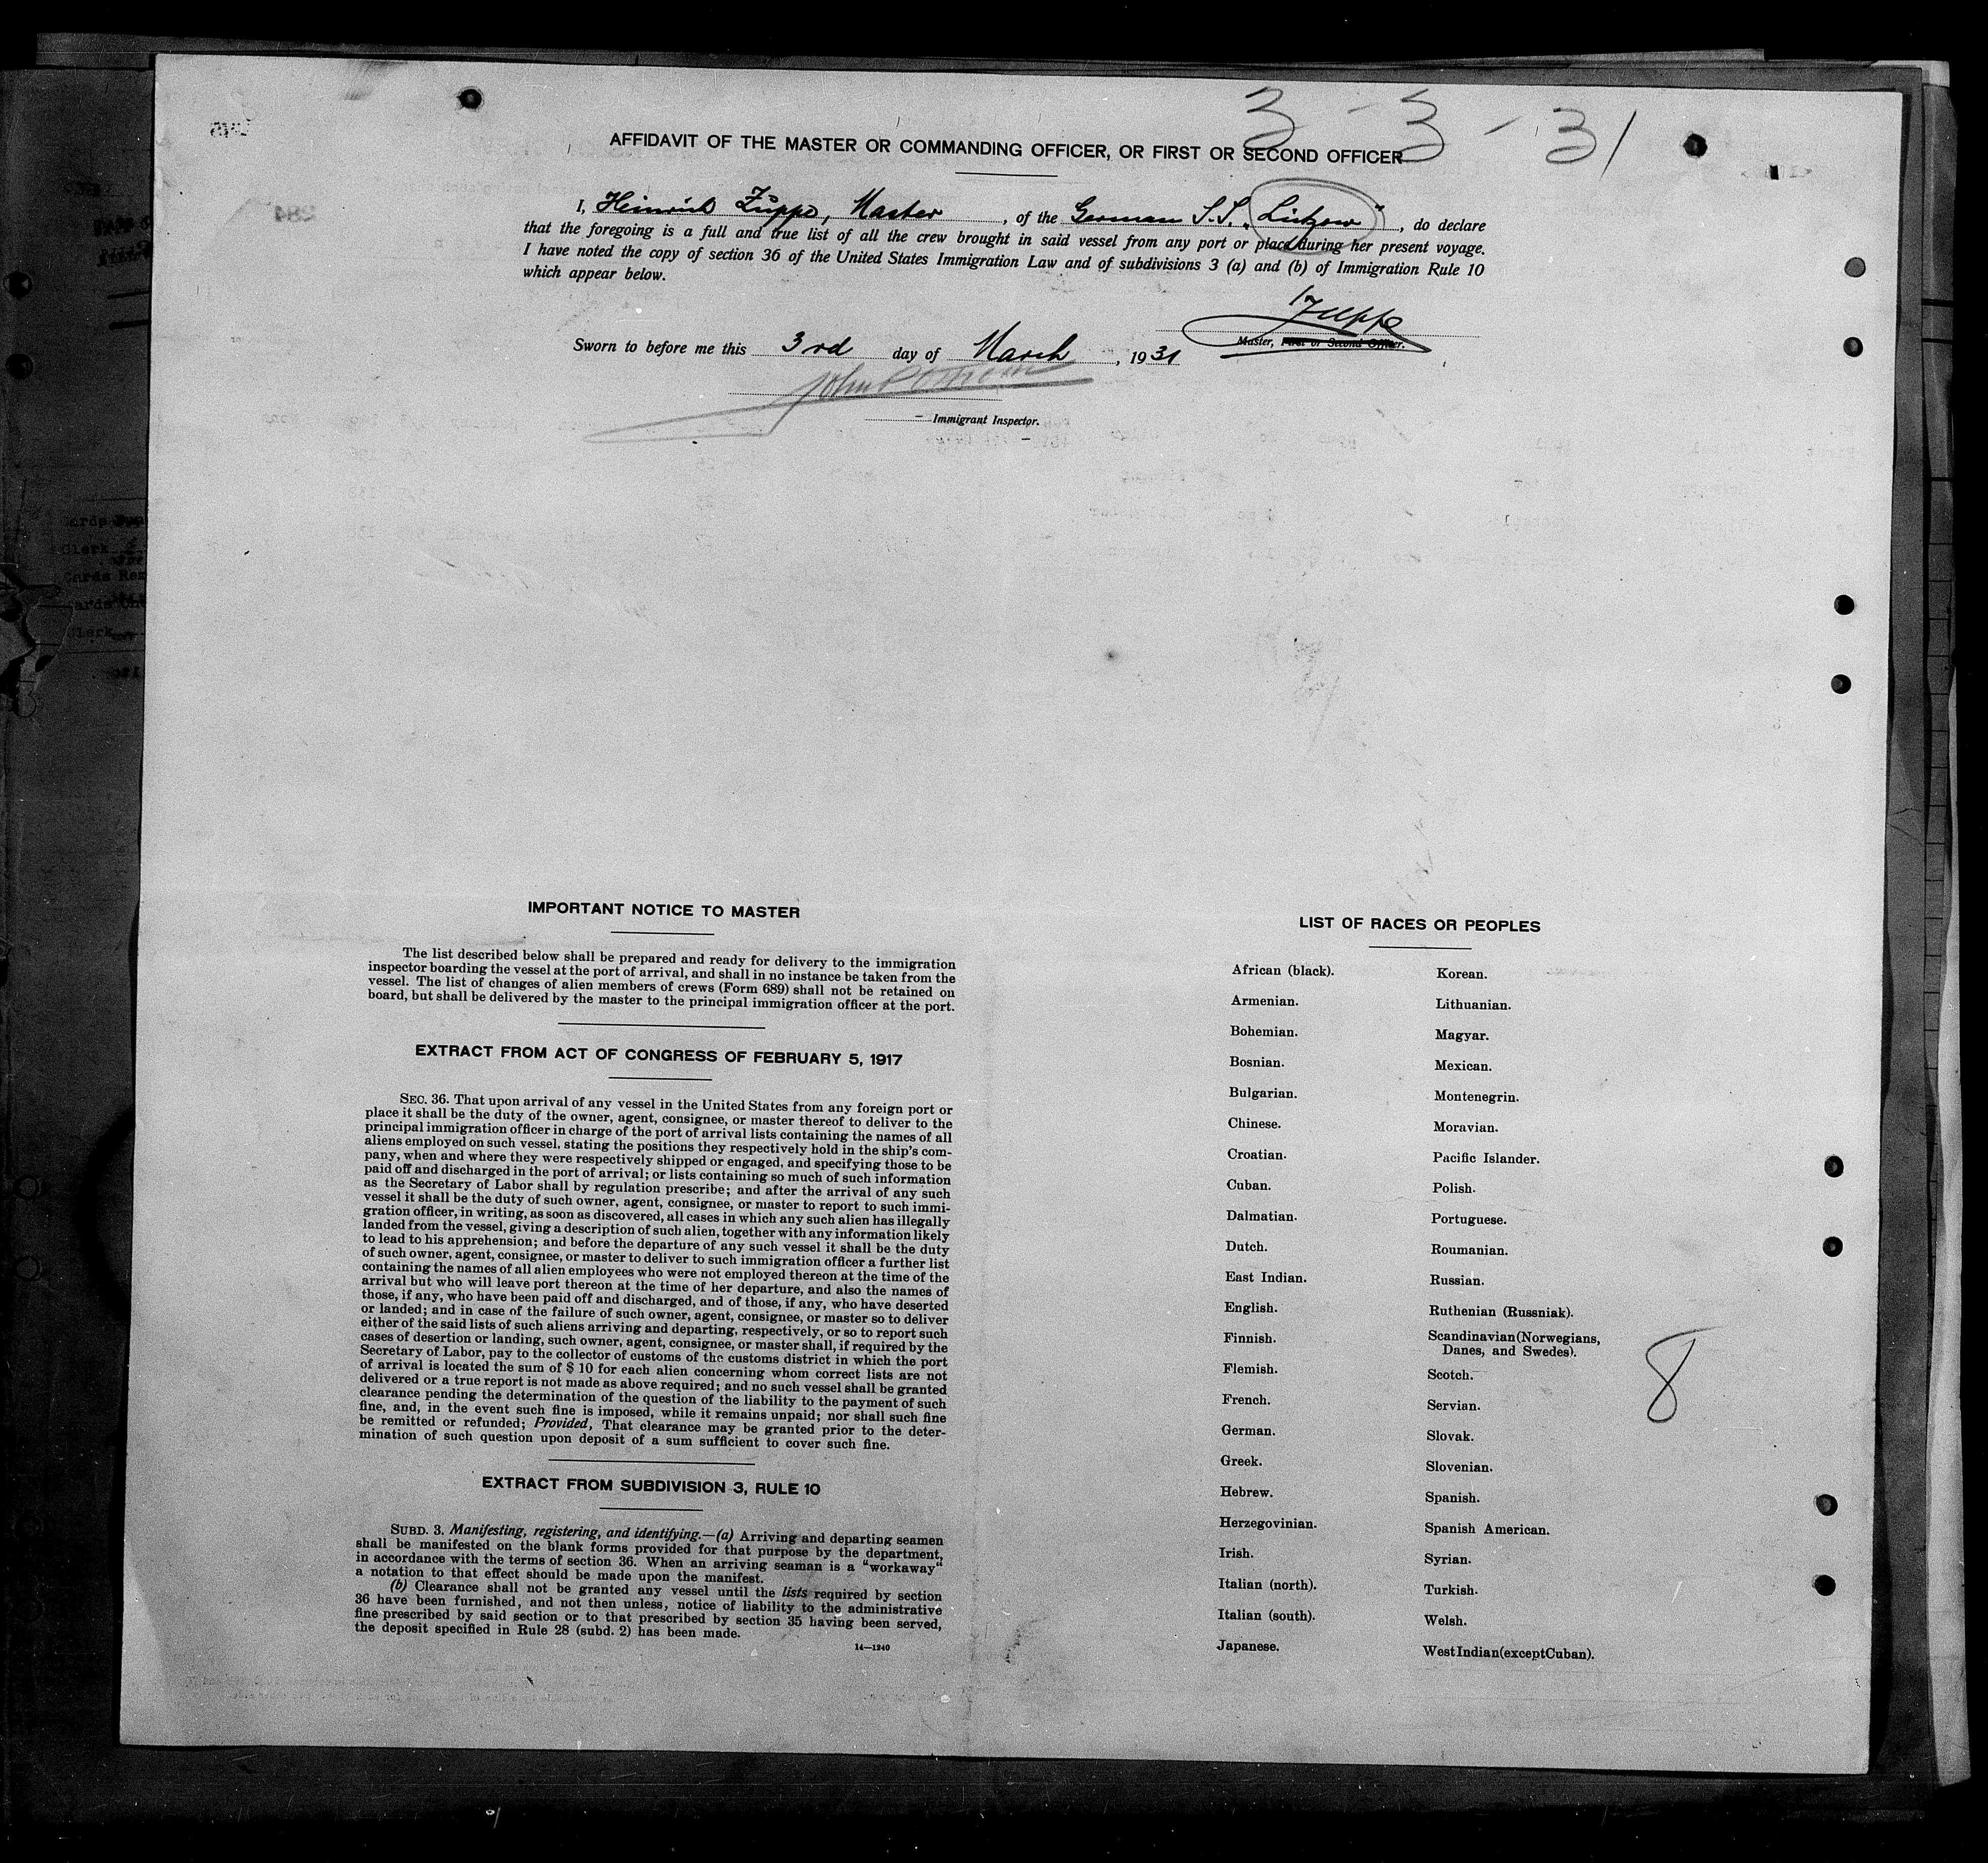 3 - 3 - 31
AFFIDAVIT OF THE MASTER OR COMMANDING OFFICER, OR FIRST OR SECOND OFFICER
I, Heinrich Züppe, Master, of the German S.S. „Lützow", do declare
that the foregoing is a full and true list of all the crew brought in said vessel from any port or place during her present voyage.
I have noted the copy of section 36 of the United States Immigration Law and of subdivisions 3 (a) and (b) of Immigration Rule 10
which appear below.
Züppe
Master, First or Second Officer.
Sworn to before me this 3rd day of March, 1931
John
Immigrant Inspector.
IMPORTANT NOTICE TO MASTER
The list described below shall be prepared and ready for delivery to the immigration
inspector boarding the vessel at the port of arrival, and shall in no instance be taken from the
vessel. The list of changes of alien members of crews (Form 689) shall not be retained on
board, but shall be delivered by the master to the principal immigration officer at the port.
EXTRACT FROM ACT OF CONGRESS OF FEBRUARY 5, 1917
SEC. 36. That upon arrival of any vessel in the United States from any foreign port or
place it shall be the duty of the owner, agent, consignee, or master thereof to deliver to the
principal immigration officer in charge of the port of arrival lists containing the names of all
aliens employed on such vessel, stating the positions they respectively hold in the ship's com-
pany, when and where they were respectively shipped or engaged, and specifying those to be
paid off and discharged in the port of arrival; or lists containing so much of such information
as the Secretary of Labor shall by regulation prescribe; and after the arrival of any such
vessel it shall be the duty of such owner, agent, consignee, or master to report to such immi-
gration officer, in writing, as soon as discovered, all cases in which any such alien has illegally
landed from the vessel, giving a description of such alien, together with any information likely
to lead to his apprehension; and before the departure of any such vessel it shall be the duty
of such owner, agent, consignee, or master to deliver to such immigration officer a further list
containing the names of all alien employees who were not employed thereon at the time of the
arrival but who will leave port thereon at the time of her departure, and also the names of
those, if any, who have been paid off and discharged, and of those, if any, who have deserted
or landed; and in case of the failure of such owner, agent, consignee, or master so to deliver
either of the said lists of such aliens arriving and departing, respectively, or so to report such
cases of desertion or landing, such owner, agent, consignee, or master shall, if required by the
Secretary of Labor, pay to the collector of customs of the customs district in which the port
of arrival is located the sum of $ 10 for each alien concerning whom correct lists are not
delivered or a true report is not made as above required; and no such vessel shall be granted
clearance pending the determination of the question of the liability to the payment of such
fine, and, in the event such fine is imposed, while it remains unpaid; nor shall such fine
be remitted or refunded; Provided, That clearance may be granted prior to the deter-
mination of such question upon deposit of a sum sufficient to cover such fine.
EXTRACT FROM SUBDIVISION 3, RULE 10
SUBD. 3. Manifesting, registering, and identifying.—(a) Arriving and departing seamen
shall be manifested on the blank forms provided for that purpose by the department,
in accordance with the terms of section 36. When an arriving seaman is a "workaway"
a notation to that effect should be made upon the manifest.
(b) Clearance shall not be granted any vessel until the lists required by section
36 have been furnished, and not then unless, notice of liability to the administrative
fine prescribed by said section or to that prescribed by section 35 having been served,
the deposit specified in Rule 28 (subd. 2) has been made.
14—1240
LIST OF RACES OR PEOPLES
African (black).
Armenian.
Bohemian.
Bosnian.
Bulgarian.
Chinese.
Croatian.
Cuban.
Dalmatian.
Dutch.
East Indian.
English.
Finnish.
Flemish.
French.
German.
Greek.
Hebrew.
Herzegovinian.
Irish.
Italian (north).
Italian (south).
Japanese.
Korean.
Lithuanian.
Magyar.
Mexican.
Montenegrin.
Moravian.
Pacific Islander.
Polish.
Portuguese.
Roumanian.
Russian.
Ruthenian (Russniak).
Scandinavian (Norwegians,
Danes, and Swedes).
Scotch.
Servian.
Slovak.
Slovenian.
Spanish.
Spanish American.
Syrian.
Turkish.
Welsh.
West Indian (except Cuban).
8